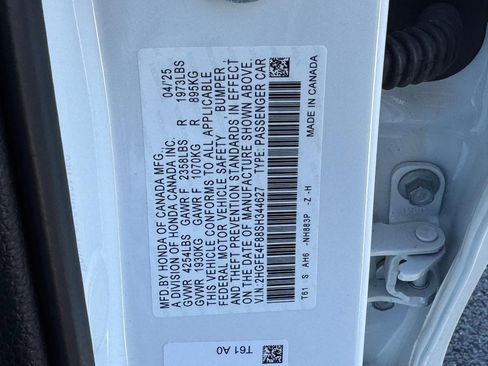 MFD.BY HONDA OF CANADA MFG. 04/25
A DIVISION OF HONDA CANADA INC.
GVWR 4254LBS GAWR F 2358LBS R 1973LBS
GVWR 1930KG GAWR F 1070KG R 895KG
THIS VEHICLE CONFORMS TO ALL APPLICABLE
FEDERAL MOTOR VEHICLE SAFETY, BUMPER,
AND THEFT PREVENTION STANDARDS IN EFFECT
ON THE DATE OF MANUFACTURE SHOWN ABOVE.
V.I.N.:2HGFE4F88SH344627 TYPE:PASSENGER CAR
MADE IN CANADA
T61 S AH6 -NH883P -Z -H
T61 A0